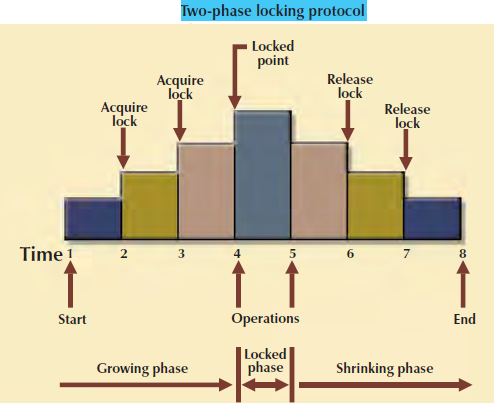 Two-phase locking protocol
Locked
point
Acquire
lock
Release
lock
Acquire
lock
Release
lock
Time 1 2 3 4 5 6 7 8
Start
Operations
End
Growing phase
Locked
phase
Shrinking phase